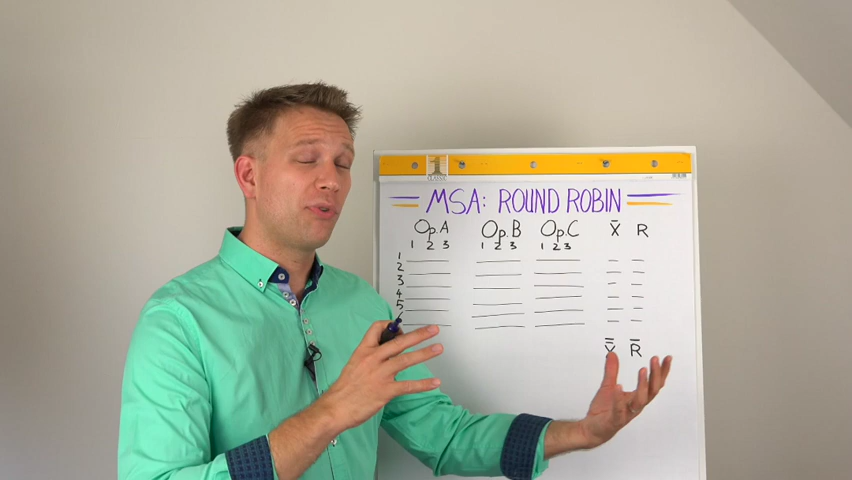 CLASSIC
MSA: ROUND ROBIN
Op.A Op.B Op.C X̄ R
1 2 3 1 2 3 1 2 3
1
2
3
4
5
X̿ R̄